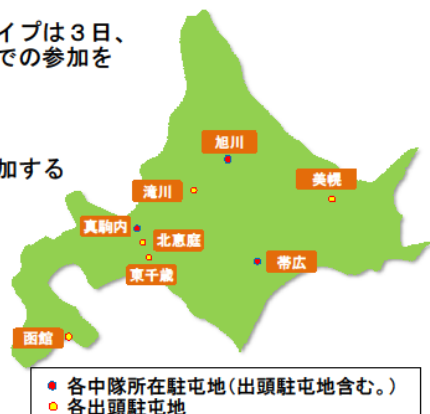 イプは３日、
での参加を
加する
旭川
美幌
滝川
真駒内
北恵庭
帯広
東千歳
函館
各中隊所在駐屯地（出頭駐屯地含む。）
各出頭駐屯地